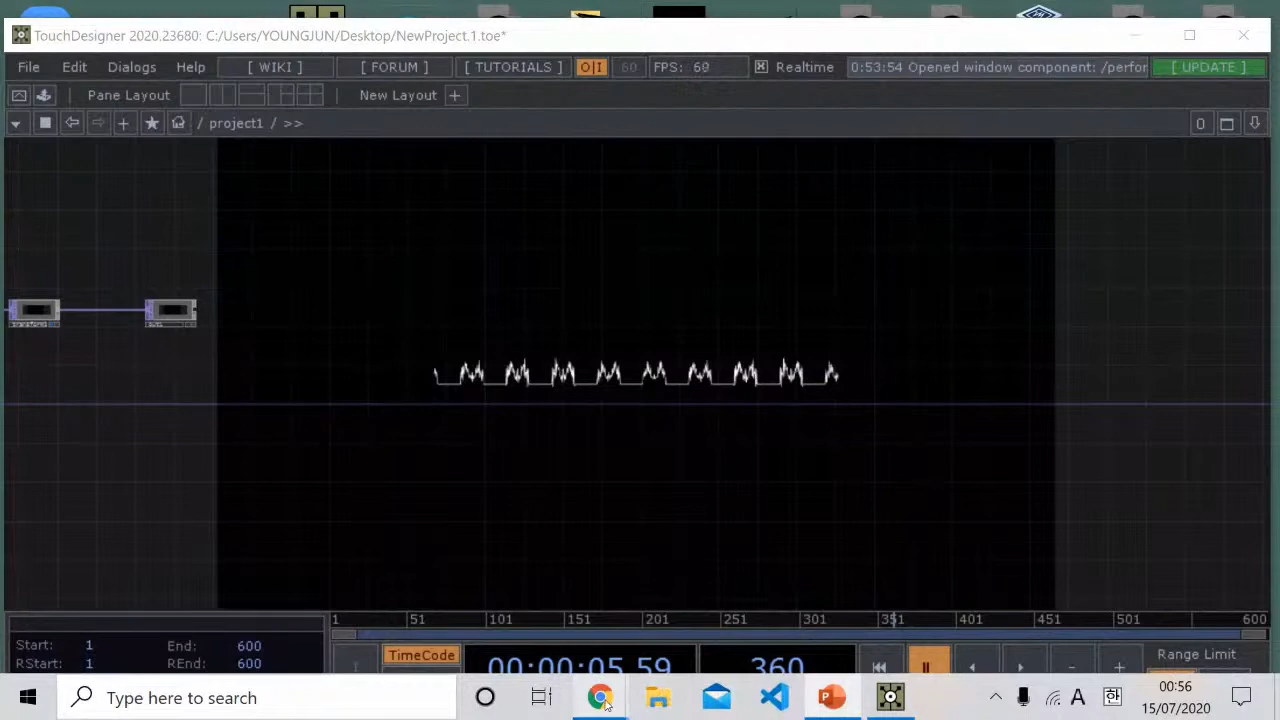 TouchDesigner 2020.23680: C:/Users/YOUNGJUN/Desktop/NewProject.1.toe*
File Edit Dialogs Help [ WIKI ] [ FORUM ] [ TUTORIALS ] O|I 60 FPS: 60 Realtime 0:53:54 Opened window component: /perfor [ UPDATE ]
Pane Layout New Layout +
/ project1 / >> 0
1 51 101 151 201 251 301 351 401 451 501 600
Start: 1 End: 600
RStart: 1 REnd: 600
TimeCode 00:00:05.59 360 Range Limit
Type here to search A 한 00:56
15/07/2020